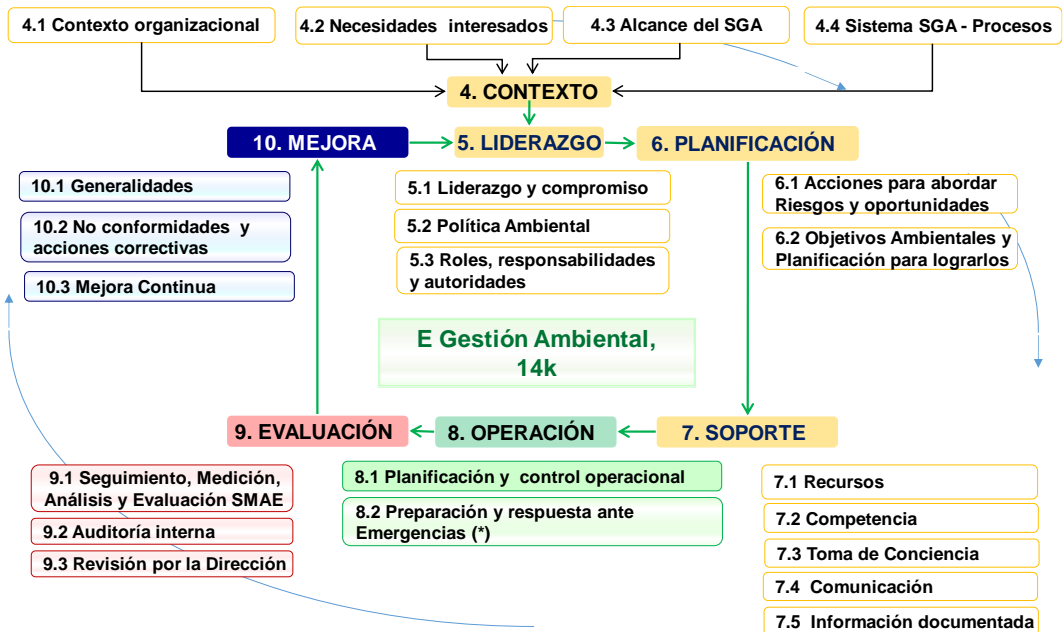 4.1 Contexto organizacional
4.2 Necesidades interesados
4.3 Alcance del SGA
4.4 Sistema SGA - Procesos
4. CONTEXTO
10. MEJORA
5. LIDERAZGO
6. PLANIFICACIÓN
10.1 Generalidades
10.2 No conformidades y
acciones correctivas
10.3 Mejora Continua
5.1 Liderazgo y compromiso
5.2 Política Ambiental
5.3 Roles, responsabilidades
y autoridades
6.1 Acciones para abordar
Riesgos y oportunidades
6.2 Objetivos Ambientales y
Planificación para lograrlos
E Gestión Ambiental,
14k
9. EVALUACIÓN
8. OPERACIÓN
7. SOPORTE
9.1 Seguimiento, Medición,
Análisis y Evaluación SMAE
9.2 Auditoría interna
9.3 Revisión por la Dirección
8.1 Planificación y control operacional
8.2 Preparación y respuesta ante
Emergencias (*)
7.1 Recursos
7.2 Competencia
7.3 Toma de Conciencia
7.4 Comunicación
7.5 Información documentada